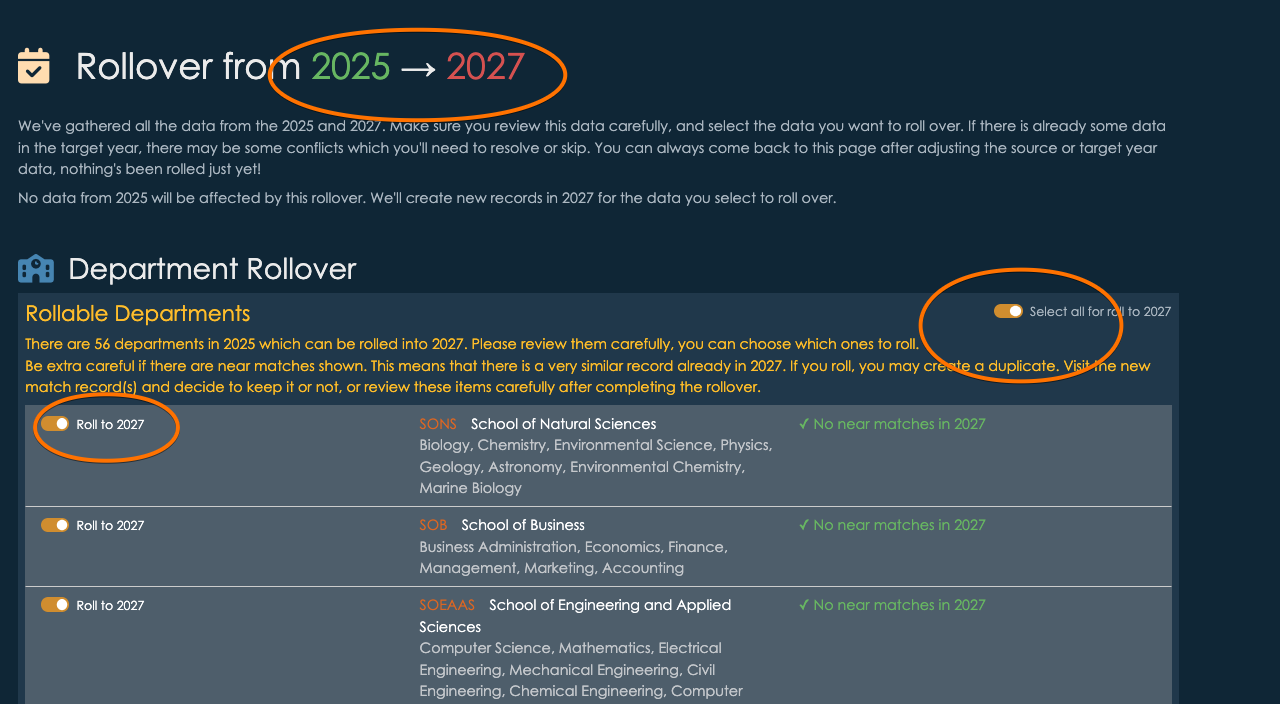 Rollover from 2025 → 2027
We've gathered all the data from the 2025 and 2027. Make sure you review this data carefully, and select the data you want to roll over. If there is already some data
in the target year, there may be some conflicts which you'll need to resolve or skip. You can always come back to this page after adjusting the source or target year
data, nothing's been rolled just yet!
No data from 2025 will be affected by this rollover. We'll create new records in 2027 for the data you select to roll over.
Department Rollover
Rollable Departments
Select all for roll to 2027
There are 56 departments in 2025 which can be rolled into 2027. Please review them carefully, you can choose which ones to roll.
Be extra careful if there are near matches shown. This means that there is a very similar record already in 2027. If you roll, you may create a duplicate. Visit the new
match record(s) and decide to keep it or not, or review these items carefully after completing the rollover.
Roll to 2027
SONS School of Natural Sciences
✓ No near matches in 2027
Biology, Chemistry, Environmental Science, Physics,
Geology, Astronomy, Environmental Chemistry,
Marine Biology
Roll to 2027
SOB School of Business
✓ No near matches in 2027
Business Administration, Economics, Finance,
Management, Marketing, Accounting
Roll to 2027
SOEAAS School of Engineering and Applied
✓ No near matches in 2027
Sciences
Computer Science, Mathematics, Electrical
Engineering, Mechanical Engineering, Civil
Engineering, Chemical Engineering, Computer